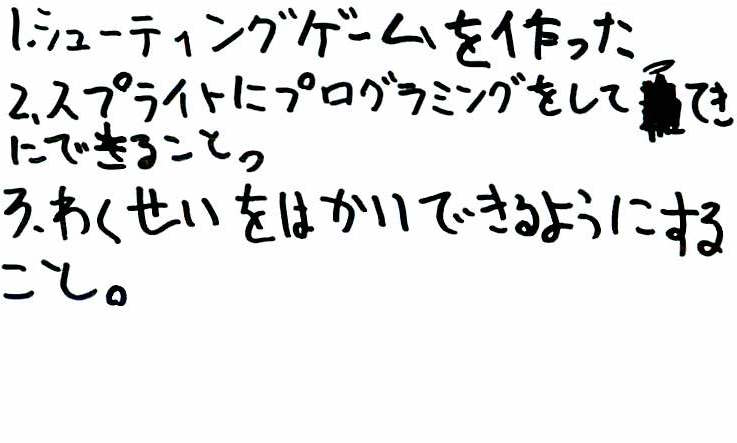 1.シューティングゲームを作った
2.スプライトにプログラミングをしててき
にできること。
3.わくせいをはかいできるようにする
こと。